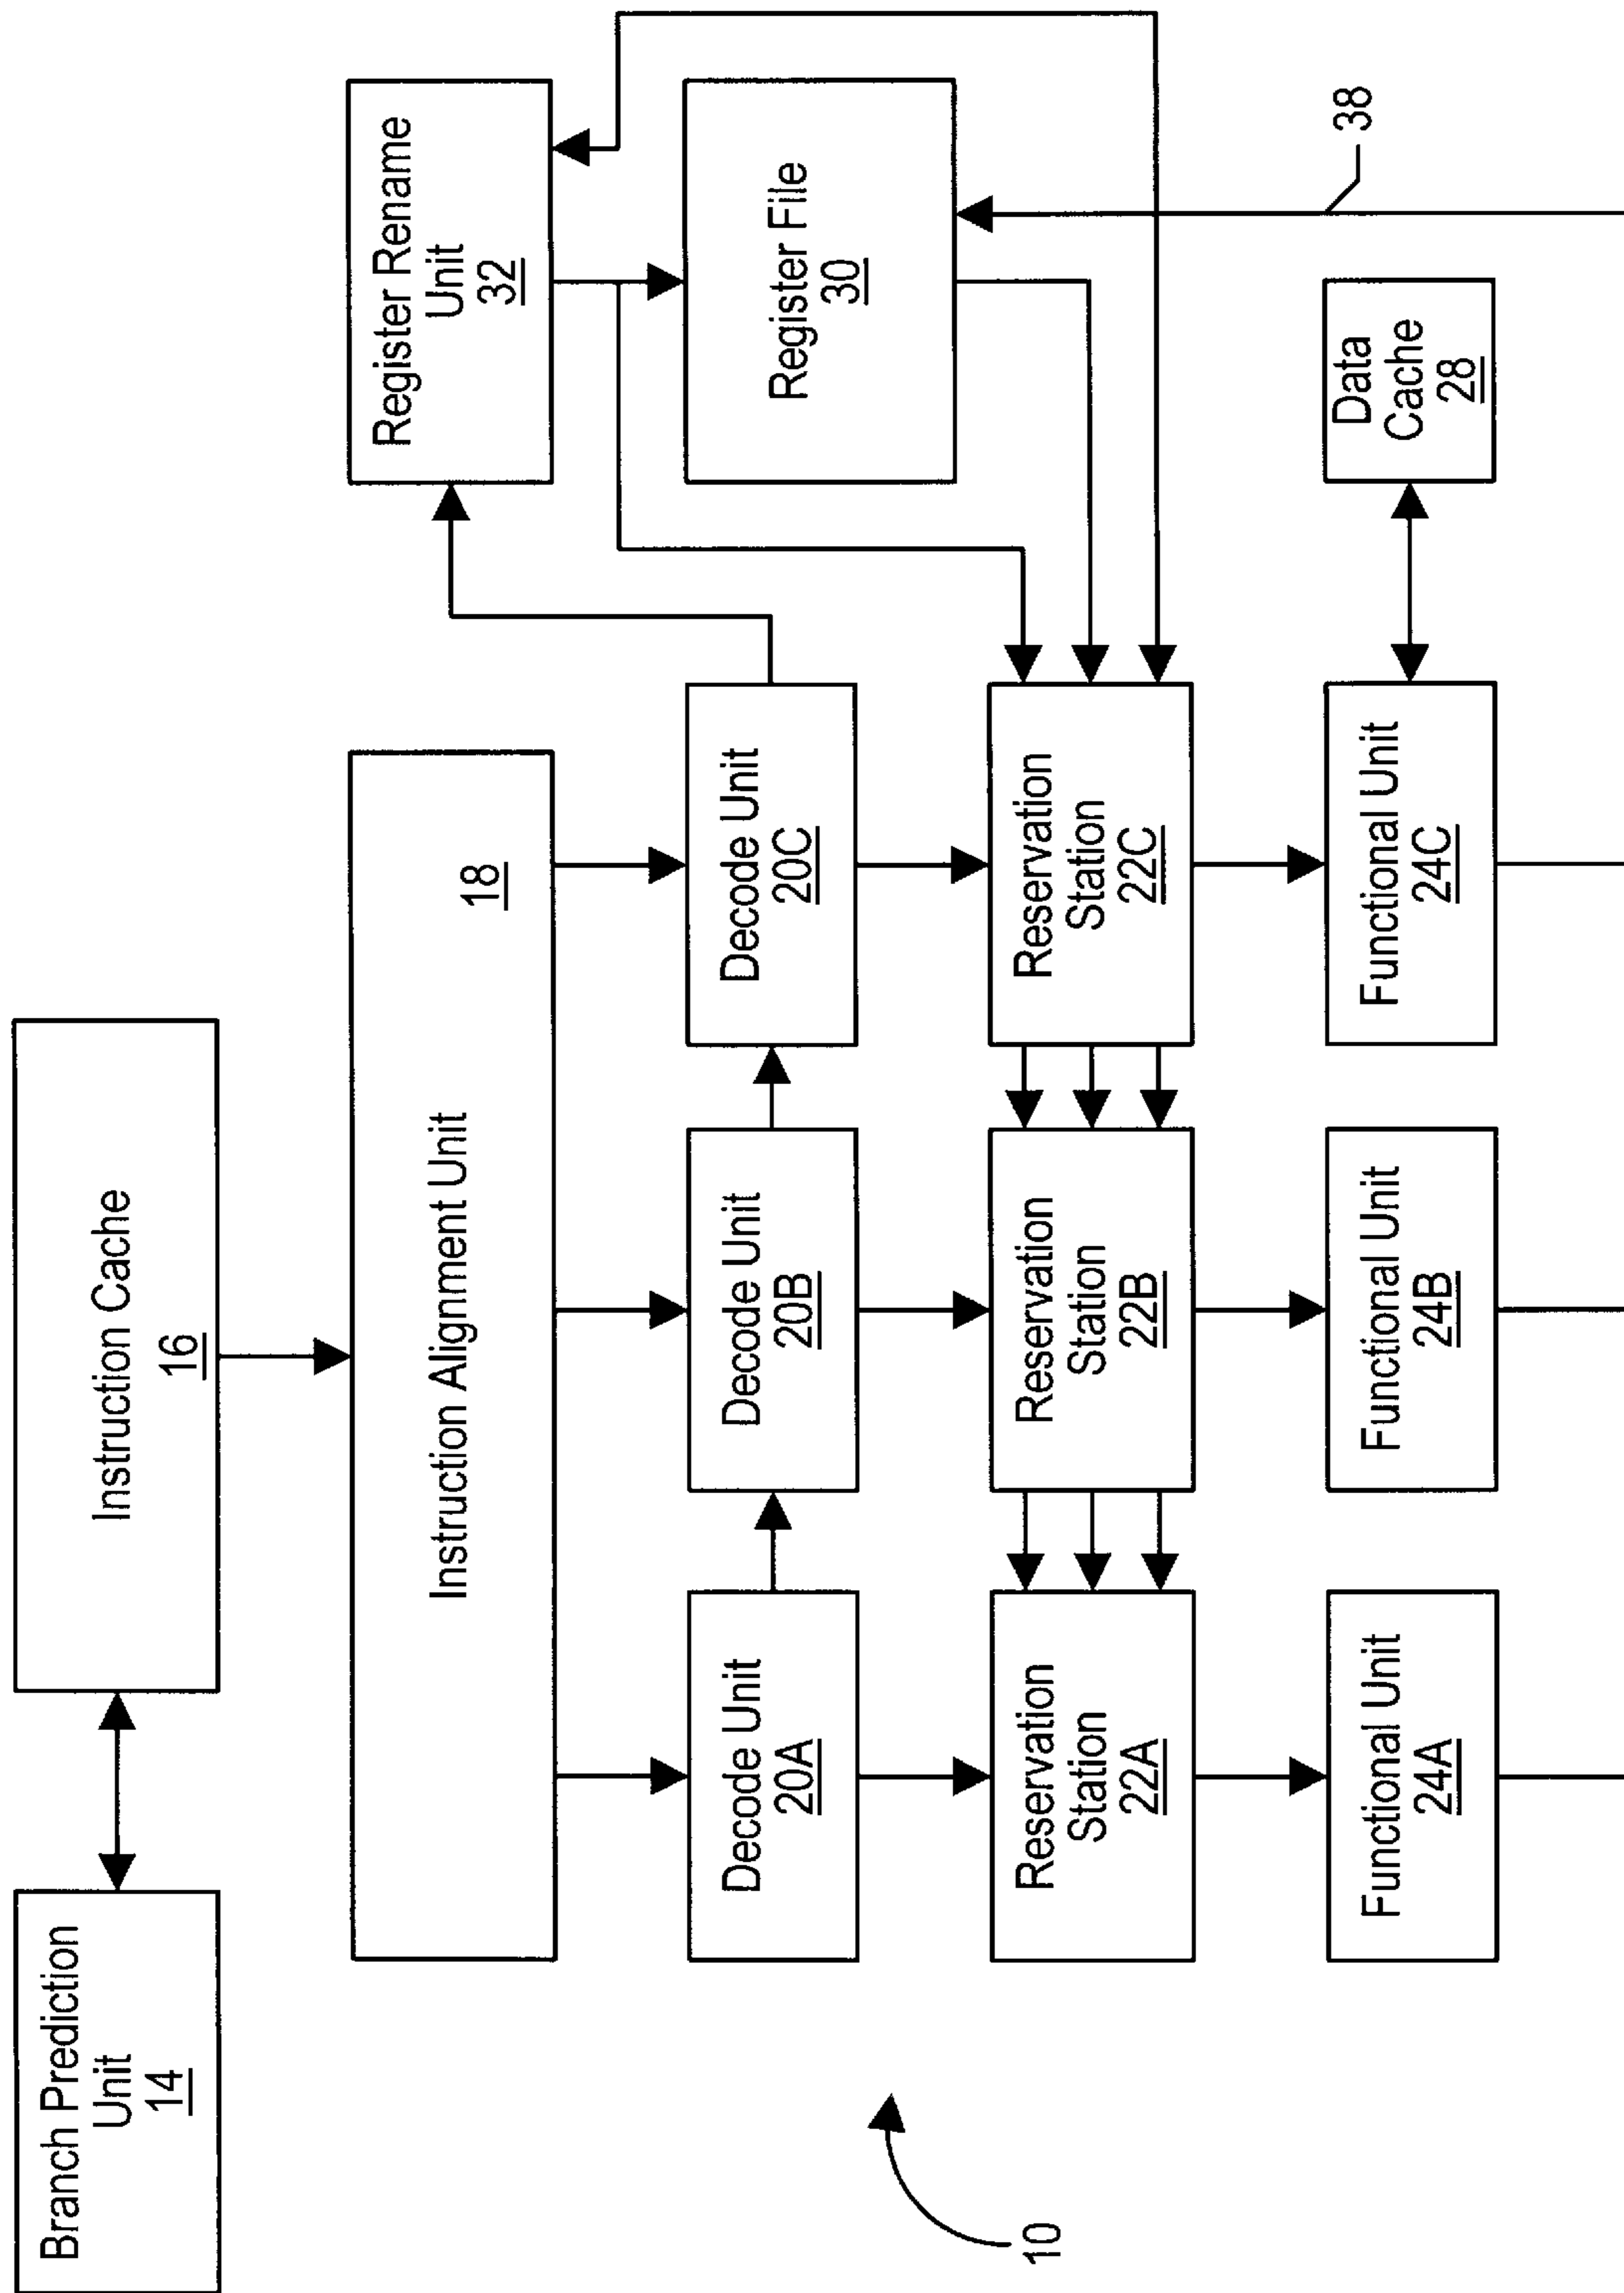 Branch Prediction
Unit
14
Instruction Cache
16
Instruction Alignment Unit
18
Register Rename
Unit
32
Decode Unit
20A
Decode Unit
20B
Decode Unit
20C
Register File
30
Reservation
Station
22A
Reservation
Station
22B
Reservation
Station
22C
Functional Unit
24A
Functional Unit
24B
Functional Unit
24C
Data
Cache
28
38
10